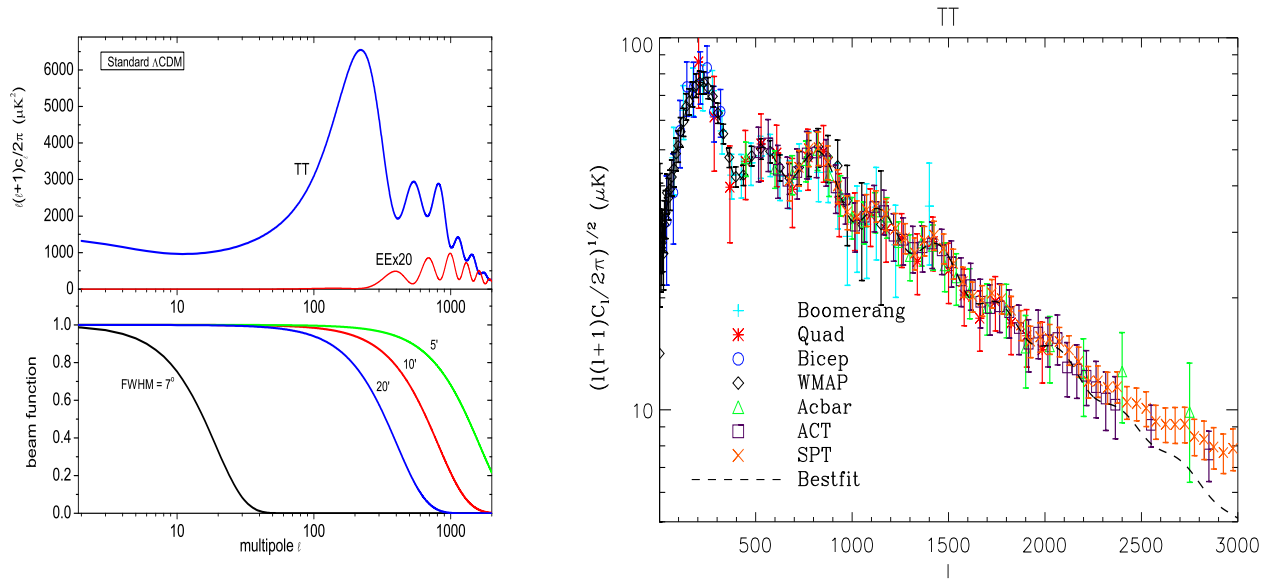 Standard ΛCDM
ℓ(ℓ+1)c/2π (μK²)
6000
5000
4000
3000
2000
1000
0
TT
EEx20
10
100
1000
beam function
1.0
0.8
0.6
0.4
0.2
0.0
FWHM = 7°
20'
10'
5'
10
100
1000
multipole ℓ
TT
(l(l+1)C_l/2π)^{1/2} (μK)
100
10
Boomerang
Quad
Bicep
WMAP
Acbar
ACT
SPT
Bestfit
500
1000
1500
2000
2500
3000
l